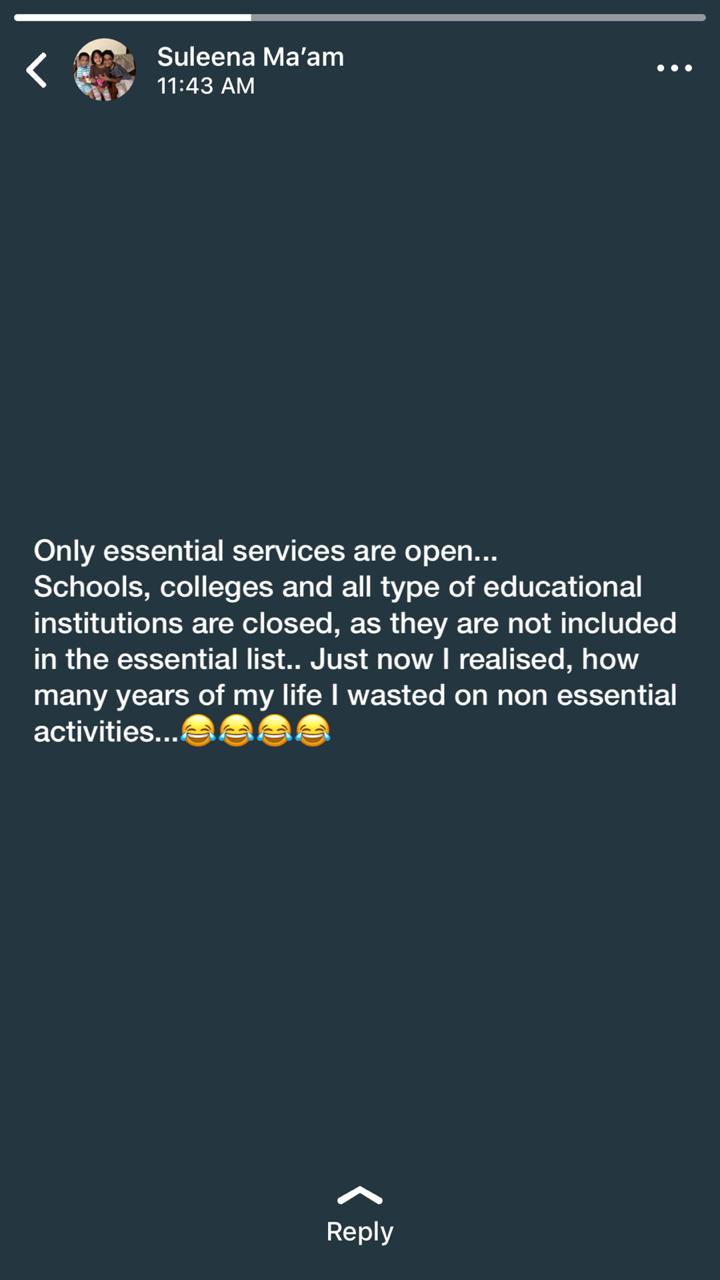 Suleena Ma’am
11:43 AM
Only essential services are open...
Schools, colleges and all type of educational
institutions are closed, as they are not included
in the essential list.. Just now I realised, how
many years of my life I wasted on non essential
activities...😂😂😂😂
Reply